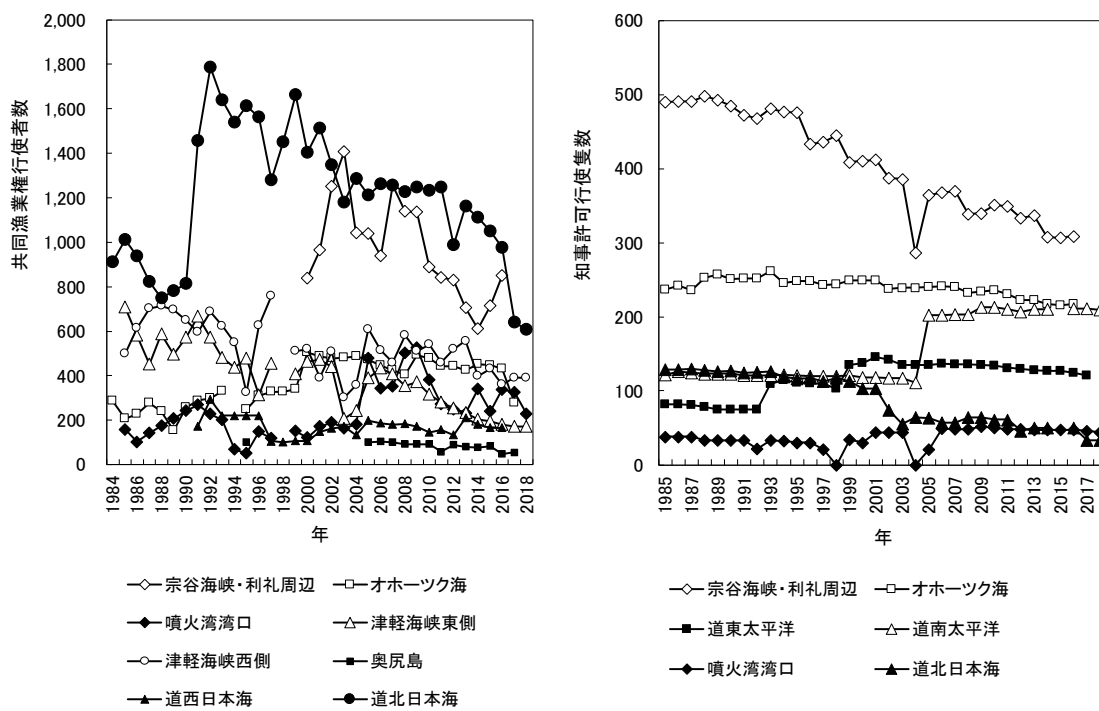 共同漁業権行使者数
2,000
1,800
1,600
1,400
1,200
1,000
800
600
400
200
0
1984
1986
1988
1990
1992
1994
1996
1998
2000
2002
2004
2006
2008
2010
2012
2014
2016
2018
年
宗谷海峡・利礼周辺
オホーツク海
噴火湾湾口
津軽海峡東側
津軽海峡西側
奥尻島
道西日本海
道北日本海
知事許可行使隻数
600
500
400
300
200
100
0
1985
1987
1989
1991
1993
1995
1997
1999
2001
2003
2005
2007
2009
2011
2013
2015
2017
年
宗谷海峡・利礼周辺
オホーツク海
道東太平洋
道南太平洋
噴火湾湾口
道北日本海